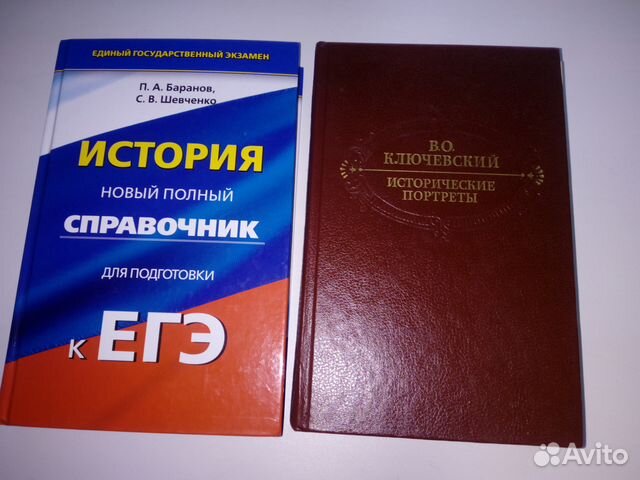 ЕДИНЫЙ ГОСУДАРСТВЕННЫЙ ЭКЗАМЕН
П. А. Баранов,
С. В. Шевченко
ИСТОРИЯ
НОВЫЙ ПОЛНЫЙ
СПРАВОЧНИК
ДЛЯ ПОДГОТОВКИ
К ЕГЭ
В.О.
КЛЮЧЕВСКИЙ
ИСТОРИЧЕСКИЕ
ПОРТРЕТЫ
Avito